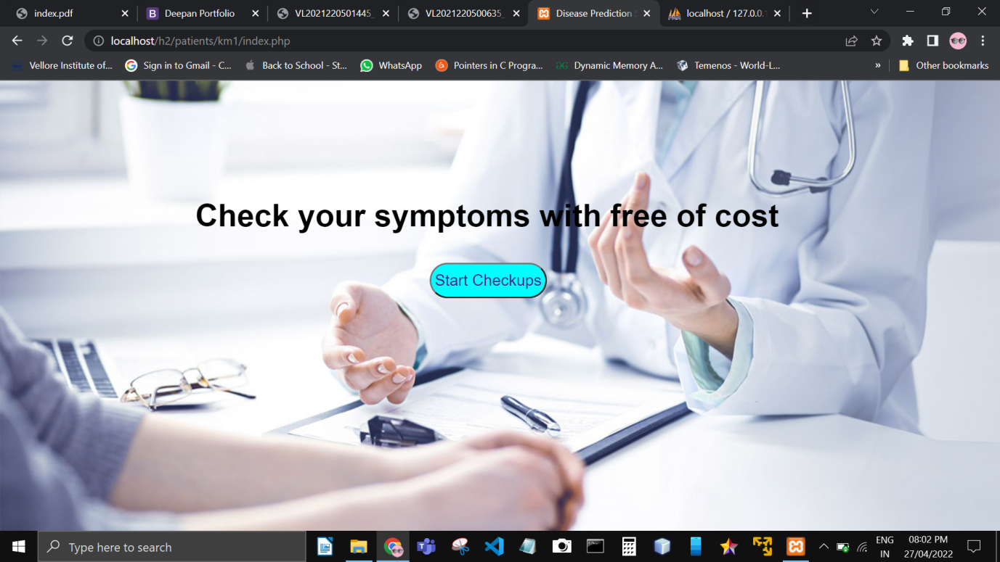 index.pdf
Deepan Portfolio
VL2021220501445_
VL2021220500635_
Disease Prediction
localhost / 127.0.0.1
localhost/h2/patients/km1/index.php
Vellore Institute of...
Sign in to Gmail - C...
Back to School - St...
WhatsApp
Pointers in C Progra...
Dynamic Memory A...
Temenos - World-L...
»
Other bookmarks
Check your symptoms with free of cost
Start Checkups
Type here to search
ENG
IN
08:02 PM
27/04/2022